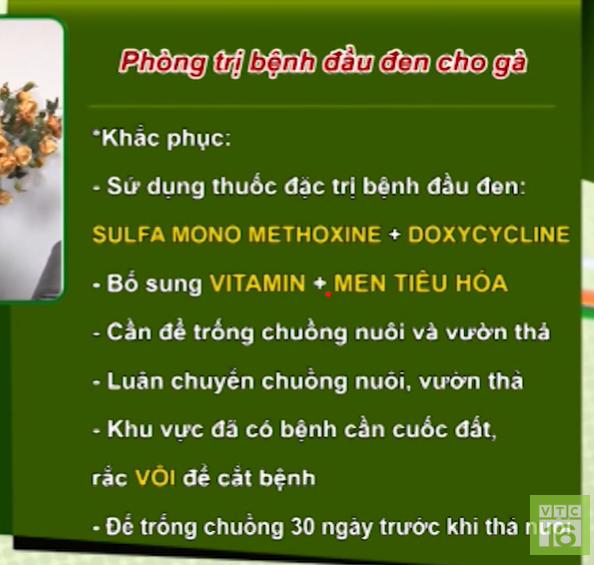 Phòng trị bệnh đầu đen cho gà
*Khắc phục:
- Sử dụng thuốc đặc trị bệnh đầu đen:
SULFA MONO METHOXINE + DOXYCYCLINE
- Bổ sung VITAMIN + MEN TIÊU HÓA
- Cần để trống chuồng nuôi và vườn thả
- Luân chuyển chuồng nuôi, vườn thả
- Khu vực đã có bệnh cần cuốc đất,
rắc VÔI để cắt bệnh
- Để trống chuồng 30 ngày trước khi thả nuôi
VTC
16